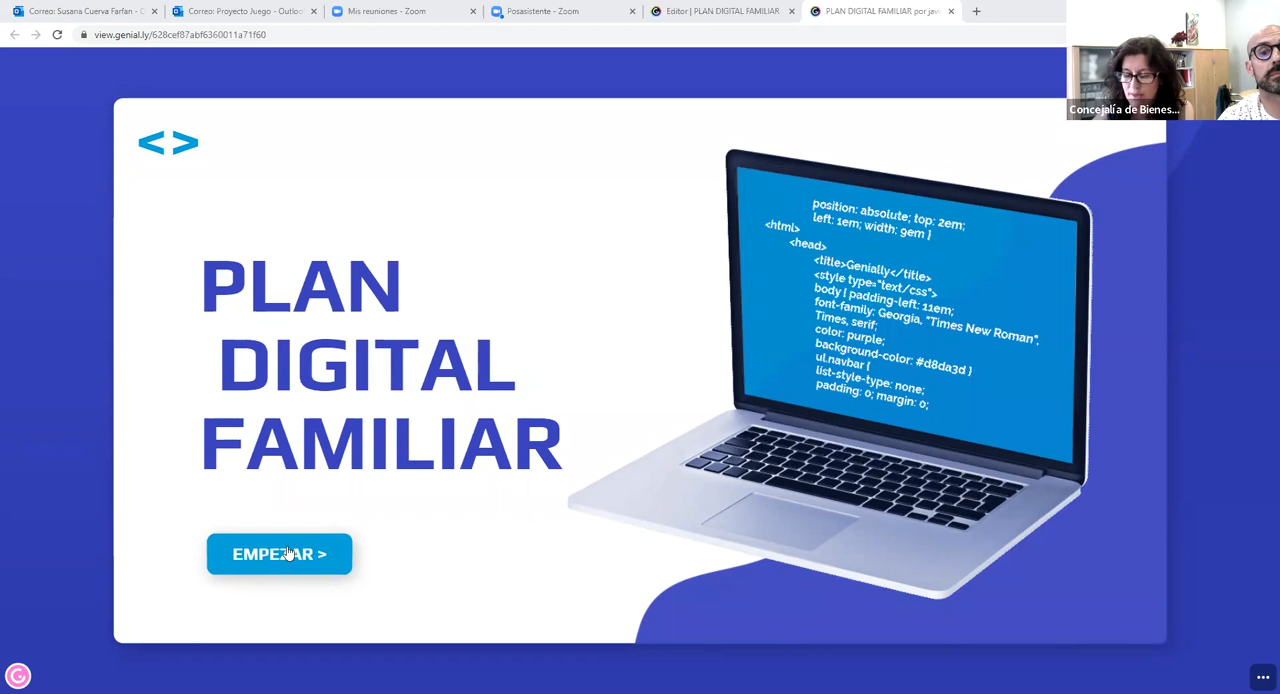 Correo: Susana Cuerva Farfan - O
Correo: Proyecto Juego - Outloo
Mis reuniones - Zoom
Posasistente - Zoom
Editor | PLAN DIGITAL FAMILIAR
PLAN DIGITAL FAMILIAR por javi
view.genial.ly/628cef87abf6360011a71f60
Concejalía de Bienes...
< >
PLAN
DIGITAL
FAMILIAR
EMPEZAR >
position: absolute; top: 2em;
left: 1em; width: 9em }
<html>
<head>
<title>Genially</title>
<style type="text/css">
body { padding-left: 11em;
font-family: Georgia, "Times New Roman",
Times, serif;
color: purple;
background-color: #d8da3d }
ul.navbar {
list-style-type: none;
padding: 0; margin: 0;